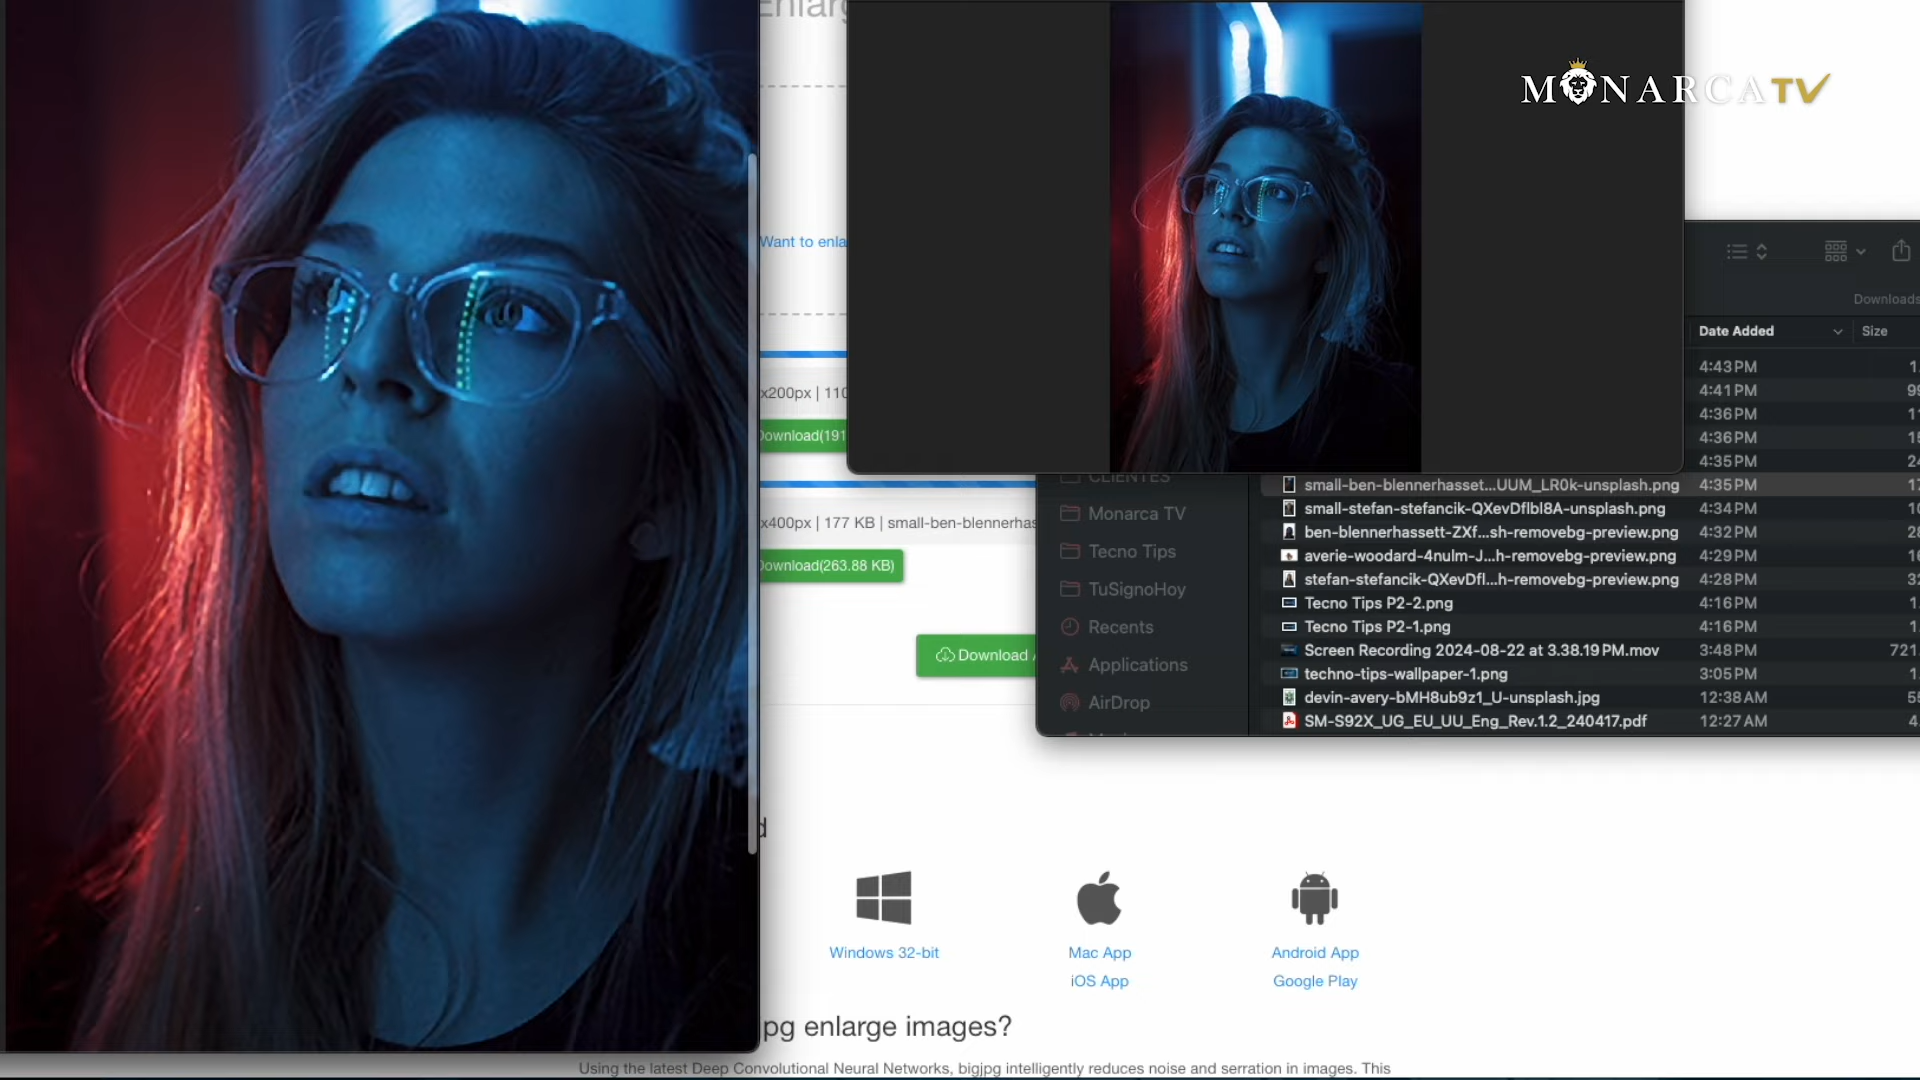 Enlarg
MONARCATV
Want to enla
x200px | 110
Download(191
x400px | 177 KB | small-ben-blennerhas
Download(263.88 KB)
Download
Downloads
Date Added
Size
4:43 PM
4:41 PM
4:36 PM
4:36 PM
4:35 PM
CLIENTES
Monarca TV
Tecno Tips
TuSignoHoy
Recents
Applications
AirDrop
small-ben-blennerhasset...UUM_LR0k-unsplash.png
4:35 PM
small-stefan-stefancik-QXevDflbl8A-unsplash.png
4:34 PM
ben-blennerhassett-ZXf...sh-removebg-preview.png
4:32 PM
averie-woodard-4nulm-J...h-removebg-preview.png
4:29 PM
stefan-stefancik-QXevDfl...h-removebg-preview.png
4:28 PM
Tecno Tips P2-2.png
4:16 PM
Tecno Tips P2-1.png
4:16 PM
Screen Recording 2024-08-22 at 3.38.19 PM.mov
3:48 PM
721
techno-tips-wallpaper-1.png
3:05 PM
devin-avery-bMH8ub9z1_U-unsplash.jpg
12:38 AM
SM-S92X_UG_EU_UU_Eng_Rev.1.2_240417.pdf
12:27 AM
Windows 32-bit
Mac App
iOS App
Android App
Google Play
pg enlarge images?
Using the latest Deep Convolutional Neural Networks, bigjpg intelligently reduces noise and serration in images. This